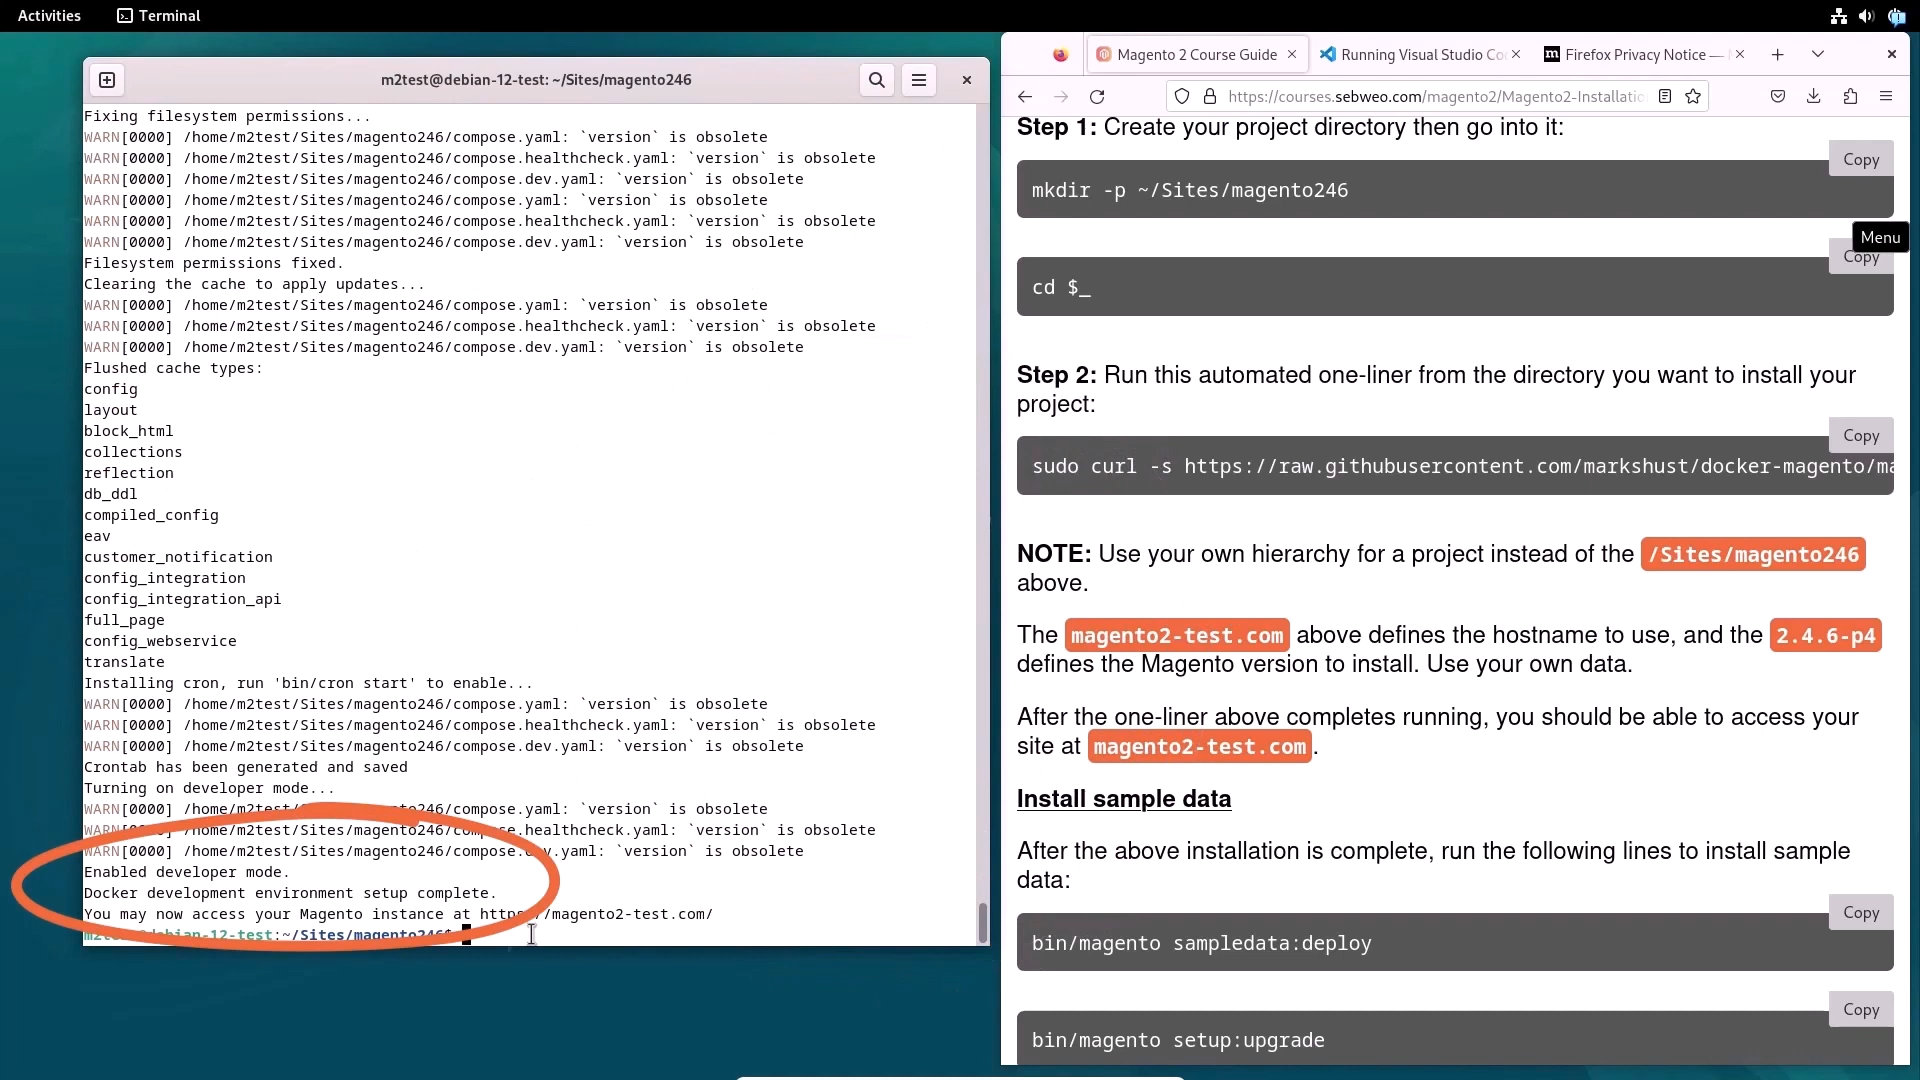 Activities
Terminal
m2test@debian-12-test: ~/Sites/magento246
Fixing filesystem permissions...
WARN[0000] /home/m2test/Sites/magento246/compose.yaml: `version` is obsolete
WARN[0000] /home/m2test/Sites/magento246/compose.healthcheck.yaml: `version` is obsolete
WARN[0000] /home/m2test/Sites/magento246/compose.dev.yaml: `version` is obsolete
WARN[0000] /home/m2test/Sites/magento246/compose.yaml: `version` is obsolete
WARN[0000] /home/m2test/Sites/magento246/compose.healthcheck.yaml: `version` is obsolete
WARN[0000] /home/m2test/Sites/magento246/compose.dev.yaml: `version` is obsolete
Filesystem permissions fixed.
Clearing the cache to apply updates...
WARN[0000] /home/m2test/Sites/magento246/compose.yaml: `version` is obsolete
WARN[0000] /home/m2test/Sites/magento246/compose.healthcheck.yaml: `version` is obsolete
WARN[0000] /home/m2test/Sites/magento246/compose.dev.yaml: `version` is obsolete
Flushed cache types:
config
layout
block_html
collections
reflection
db_ddl
compiled_config
eav
customer_notification
config_integration
config_integration_api
full_page
config_webservice
translate
Installing cron, run 'bin/cron start' to enable...
WARN[0000] /home/m2test/Sites/magento246/compose.yaml: `version` is obsolete
WARN[0000] /home/m2test/Sites/magento246/compose.healthcheck.yaml: `version` is obsolete
WARN[0000] /home/m2test/Sites/magento246/compose.dev.yaml: `version` is obsolete
Crontab has been generated and saved
Turning on developer mode...
WARN[0000] /home/m2test/Sites/magento246/compose.yaml: `version` is obsolete
WARN[0000] /home/m2test/Sites/magento246/compose.healthcheck.yaml: `version` is obsolete
WARN[0000] /home/m2test/Sites/magento246/compose.dev.yaml: `version` is obsolete
Enabled developer mode.
Docker development environment setup complete.
You may now access your Magento instance at https://magento2-test.com/
m2test@debian-12-test:~/Sites/magento246$
Magento 2 Course Guide
Running Visual Studio Co
Firefox Privacy Notice —
https://courses.sebweo.com/magento2/Magento2-Installatio
Step 1: Create your project directory then go into it:
Copy
mkdir -p ~/Sites/magento246
Menu
Copy
cd $_
Step 2: Run this automated one-liner from the directory you want to install your
project:
Copy
sudo curl -s https://raw.githubusercontent.com/markshust/docker-magento/ma
NOTE: Use your own hierarchy for a project instead of the /Sites/magento246
above.
The magento2-test.com above defines the hostname to use, and the 2.4.6-p4
defines the Magento version to install. Use your own data.
After the one-liner above completes running, you should be able to access your
site at magento2-test.com.
Install sample data
After the above installation is complete, run the following lines to install sample
data:
Copy
bin/magento sampledata:deploy
Copy
bin/magento setup:upgrade